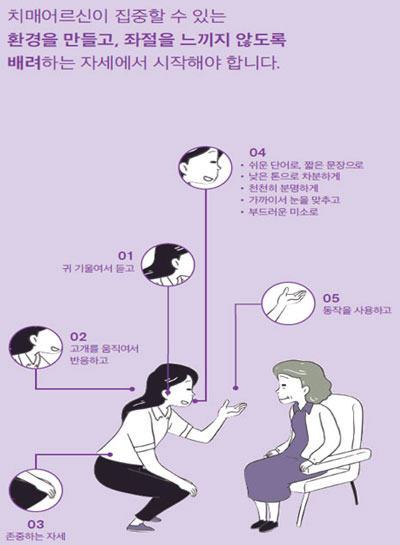 치매어르신이 집중할 수 있는
환경을 만들고, 좌절을 느끼지 않도록
배려하는 자세에서 시작해야 합니다.
04
• 쉬운 단어로, 짧은 문장으로
• 낮은 톤으로 차분하게
• 천천히 분명하게
• 가까이서 눈을 맞추고
• 부드러운 미소로
01
귀 기울여서 듣고
05
동작을 사용하고
02
고개를 움직여서
반응하고
03
존중하는 자세